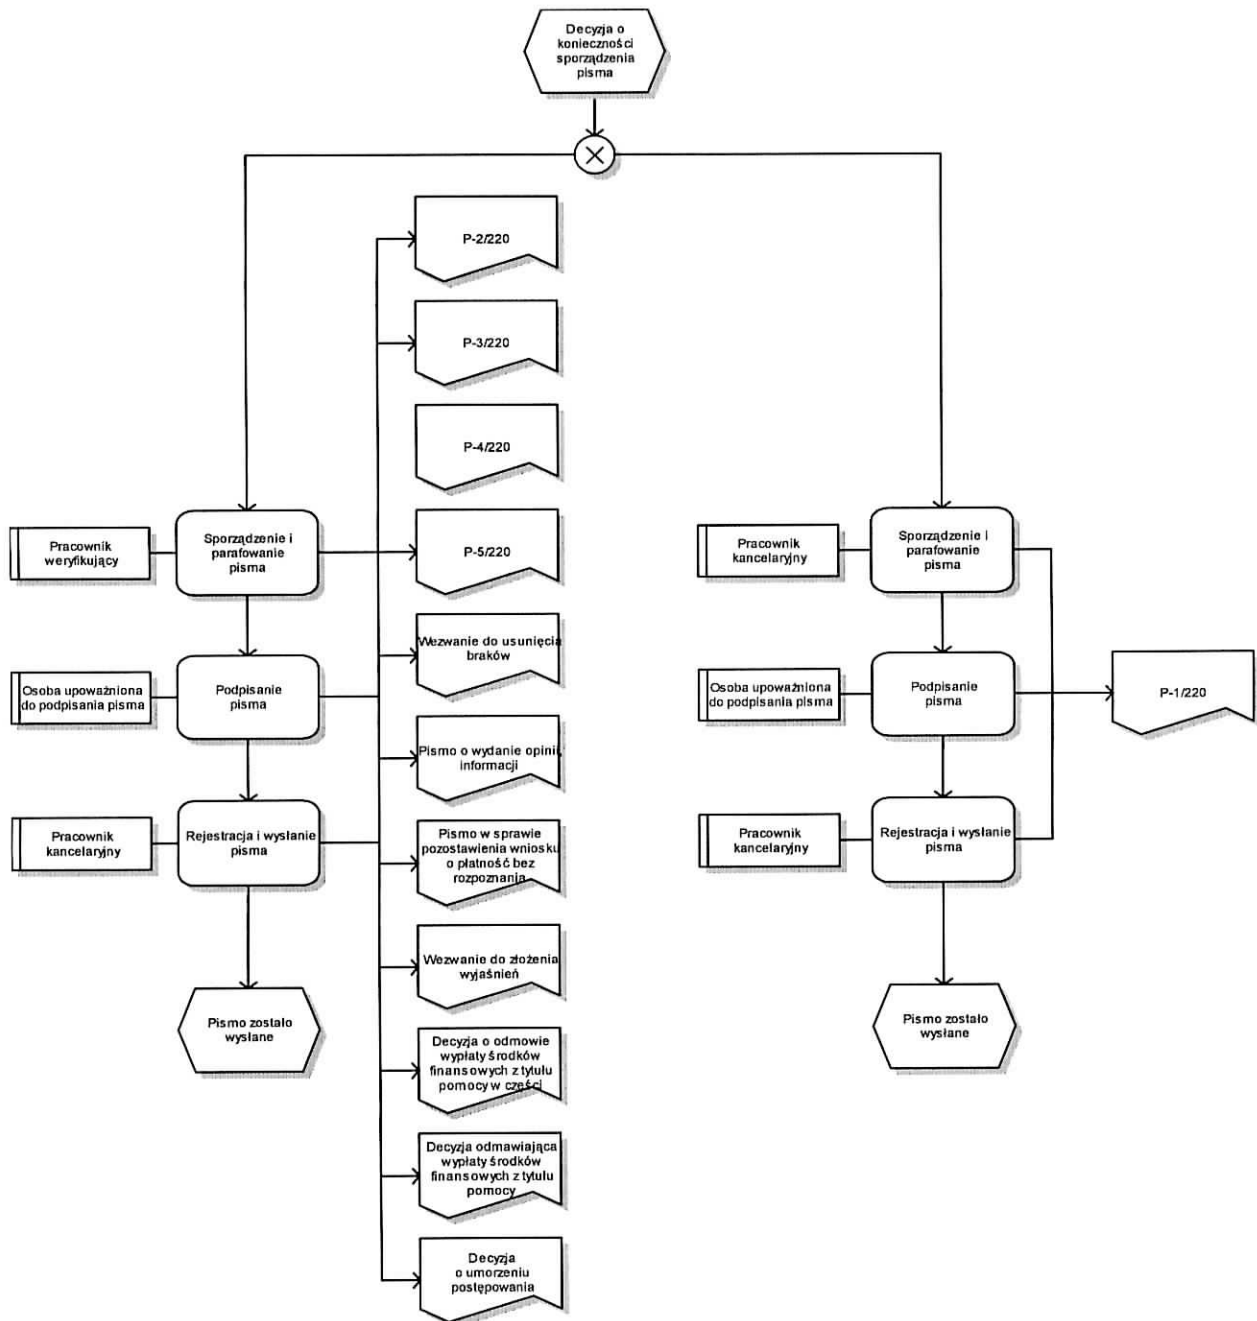 Decyzja o
konieczności
sporządzenia
pisma
P-2/220
P-3/220
P-4/220
P-5/220
Pracownik
weryfikujący
Sporządzenie i
parafowanie
pisma
Wezwanie do usunięcia
braków
Osoba upoważniona
do podpisania pisma
Podpisanie
pisma
Pismo o wydanie opinii,
informacji
Pracownik
kancelaryjny
Rejestracja i wysłanie
pisma
Pismo w sprawie
pozostawienia wniosku
o płatność bez
rozpoznania
Wezwanie do złożenia
wyjaśnień
Pismo zostało
wysłane
Decyzja o odmowie
wypłaty środków
finansowych z tytułu
pomocy w części
Decyzja odmawiająca
wypłaty środków
finansowych z tytułu
pomocy
Decyzja
o umorzeniu
postępowania
Pracownik
kancelaryjny
Sporządzenie i
parafowanie
pisma
Osoba upoważniona
do podpisania pisma
Podpisanie
pisma
P-1/220
Pracownik
kancelaryjny
Rejestracja i wysłanie
pisma
Pismo zostało
wysłane